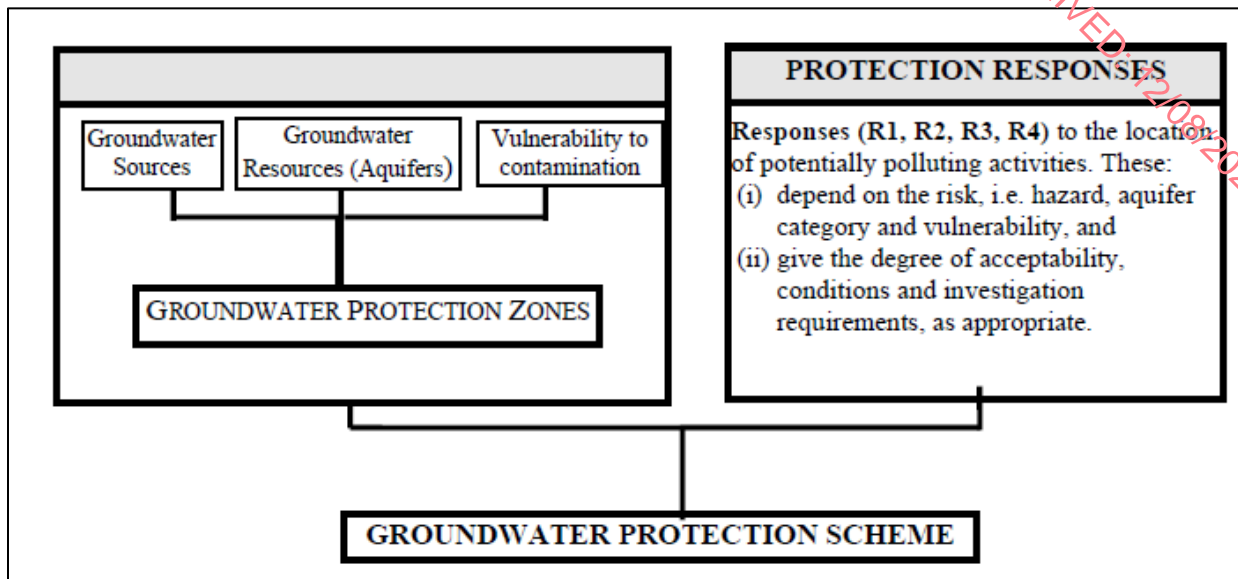 Groundwater
Sources
Groundwater
Resources (Aquifers)
Vulnerability to
contamination
GROUNDWATER PROTECTION ZONES
PROTECTION RESPONSES
Responses (R1, R2, R3, R4) to the location
of potentially polluting activities. These:
(i) depend on the risk, i.e. hazard, aquifer
category and vulnerability, and
(ii) give the degree of acceptability,
conditions and investigation
requirements, as appropriate.
GROUNDWATER PROTECTION SCHEME